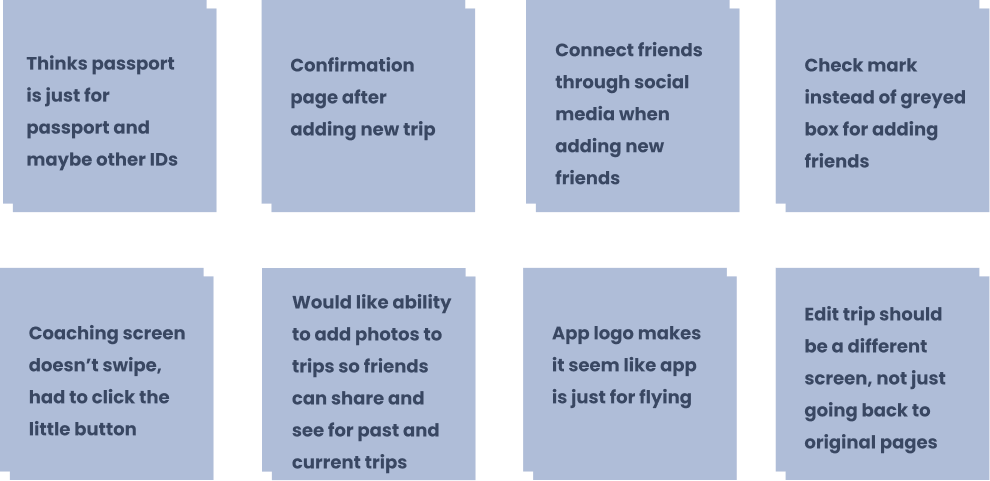 Thinks passport
is just for
passport and
maybe other IDs
Confirmation
page after
adding new trip
Connect friends
through social
media when
adding new
friends
Check mark
instead of greyed
box for adding
friends
Coaching screen
doesn’t swipe,
had to click the
little button
Would like ability
to add photos to
trips so friends
can share and
see for past and
current trips
App logo makes
it seem like app
is just for flying
Edit trip should
be a different
screen, not just
going back to
original pages